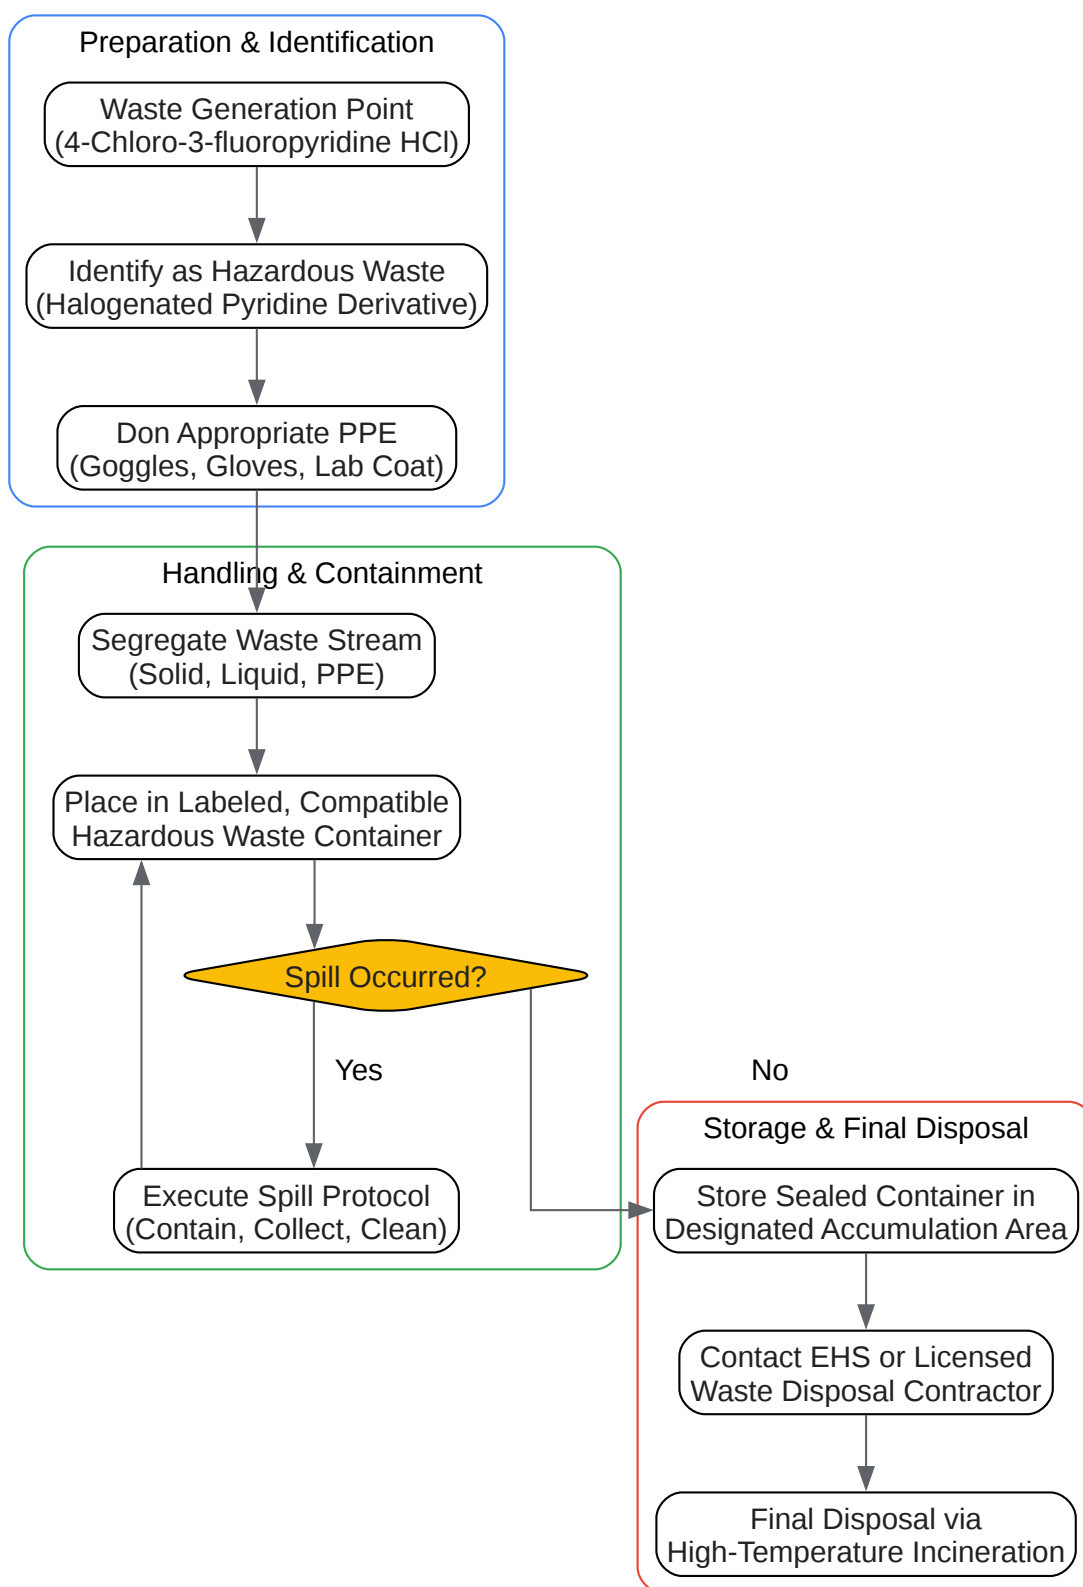 Preparation & Identification
Waste Generation Point
(4-Chloro-3-fluoropyridine HCl)
Identify as Hazardous Waste
(Halogenated Pyridine Derivative)
Don Appropriate PPE
(Goggles, Gloves, Lab Coat)
Handling & Containment
Segregate Waste Stream
(Solid, Liquid, PPE)
Place in Labeled, Compatible
Hazardous Waste Container
Spill Occurred?
Yes
No
Execute Spill Protocol
(Contain, Collect, Clean)
Storage & Final Disposal
Store Sealed Container in
Designated Accumulation Area
Contact EHS or Licensed
Waste Disposal Contractor
Final Disposal via
High-Temperature Incineration